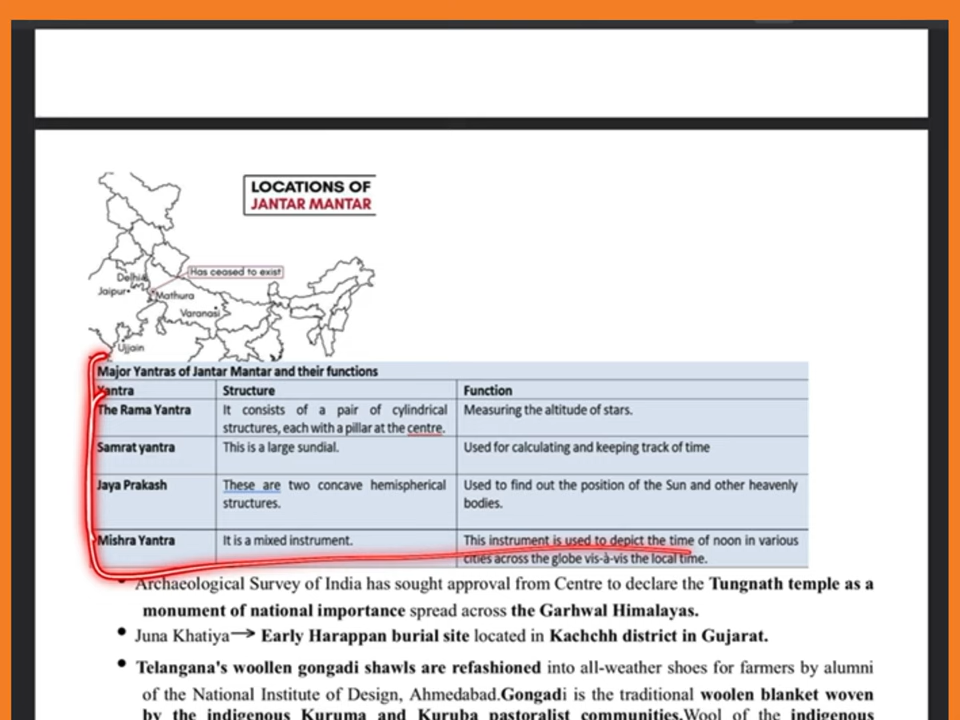 LOCATIONS OF
JANTAR MANTAR
Has ceased to exist
Delhi
Jaipur
Mathura
Varanasi
Ujjain
Major Yantras of Jantar Mantar and their functions
Yantra Structure Function
The Rama Yantra It consists of a pair of cylindrical Measuring the altitude of stars.
structures, each with a pillar at the centre.
Samrat yantra This is a large sundial. Used for calculating and keeping track of time
Jaya Prakash These are two concave hemispherical Used to find out the position of the Sun and other heavenly
structures. bodies.
Mishra Yantra It is a mixed instrument. This instrument is used to depict the time of noon in various
cities across the globe vis-à-vis the local time.
• Archaeological Survey of India has sought approval from Centre to declare the Tungnath temple as a
monument of national importance spread across the Garhwal Himalayas.
• Juna Khatiya→ Early Harappan burial site located in Kachchh district in Gujarat.
• Telangana's woollen gongadi shawls are refashioned into all-weather shoes for farmers by alumni
of the National Institute of Design, Ahmedabad.Gongadi is the traditional woolen blanket woven
by the indigenous Kuruma and Kuruba pastoralist communities.Wool of the indigenous